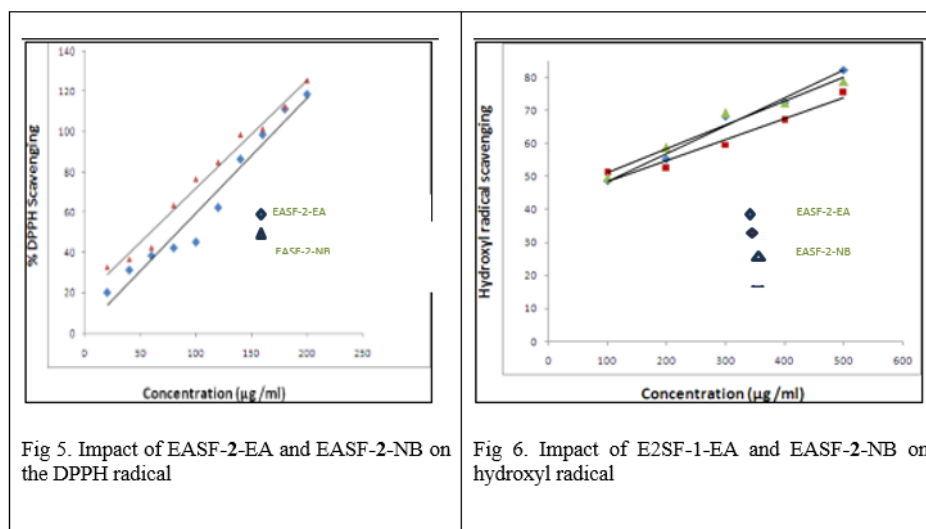 140
120
100
80
60
40
20
0
% DPPH Scavenging
0 50 100 150 200 250
Concentration (µg /ml)
EASF-2-EA
EASF-2-NB
Fig 5. Impact of EASF-2-EA and EASF-2-NB on
the DPPH radical
80
70
60
50
40
30
20
10
0
Hydroxyl radical scavenging
0 100 200 300 400 500 600
Concentration (µg /ml)
EASF-2-EA
EASF-2-NB
Fig 6. Impact of E2SF-1-EA and EASF-2-NB on
hydroxyl radical